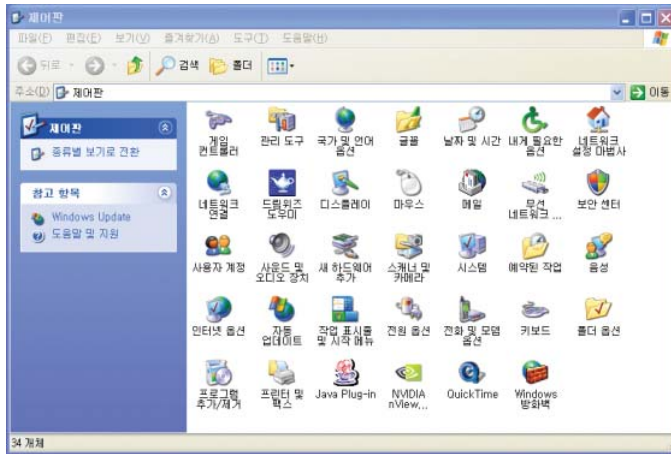 제어판
파일(F) 편집(E) 보기(V) 즐겨찾기(A) 도구(T) 도움말(H)
뒤로 검색 폴더
주소(D) 제어판 이동
제어판
종류별 보기로 전환
참고 항목
Windows Update
도움말 및 지원
게임 컨트롤러
관리 도구
국가 및 언어 옵션
글꼴
날짜 및 시간
내게 필요한 옵션
네트워크 설정 마법사
네트워크 연결
드림위즈 도우미
디스플레이
마우스
메일
무선 네트워크 ...
보안 센터
사용자 계정
사운드 및 오디오 장치
새 하드웨어 추가
스캐너 및 카메라
시스템
예약된 작업
음성
인터넷 옵션
자동 업데이트
작업 표시줄 및 시작 메뉴
전원 옵션
전화 및 모뎀 옵션
키보드
폴더 옵션
프로그램 추가/제거
프린터 및 팩스
Java Plug-in
NVIDIA nView,...
QuickTime
Windows 방화벽
34 개체